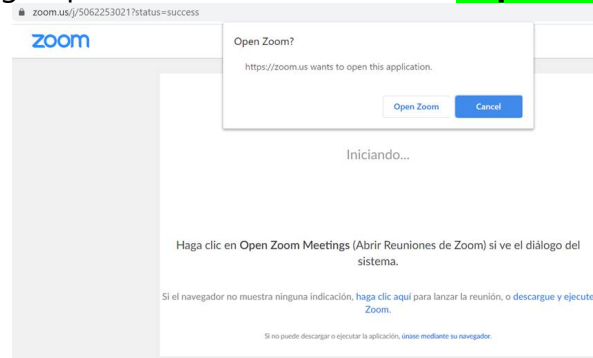 zoom.us/j/5062253021?status=success
zoom
Open Zoom?
https://zoom.us wants to open this application.
Open Zoom
Cancel
Iniciando...
Haga clic en Open Zoom Meetings (Abrir Reuniones de Zoom) si ve el diálogo del
sistema.
Si el navegador no muestra ninguna indicación, haga clic aquí para lanzar la reunión, o descargue y ejecute
Zoom.
Si no puede descargar o ejecutar la aplicación, únase mediante su navegador.